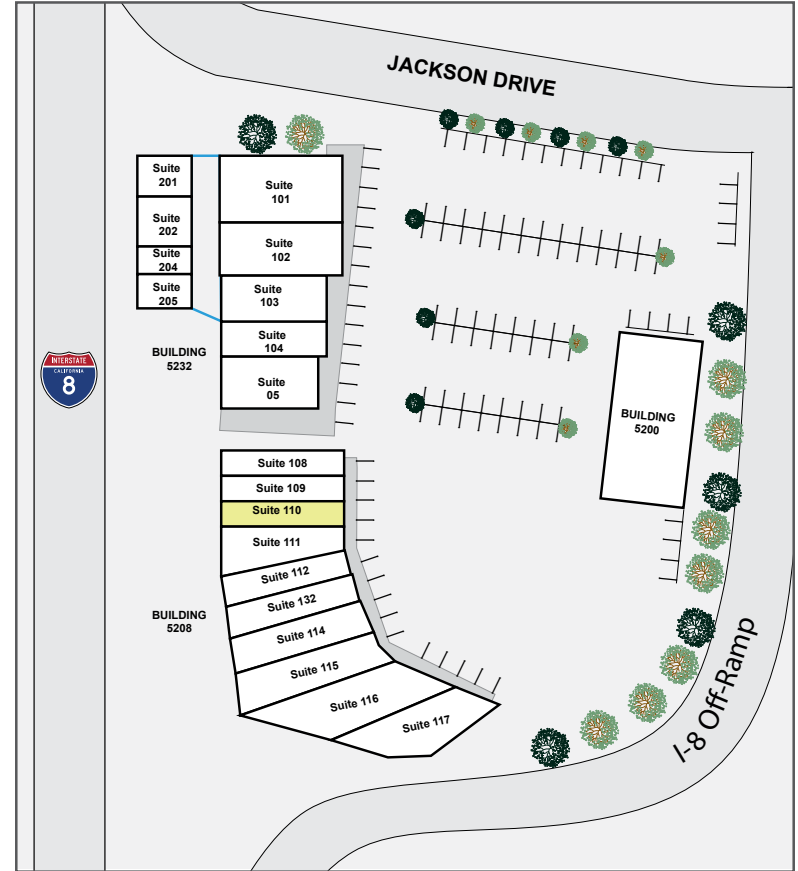 JACKSON DRIVE
Suite
201
Suite
202
Suite
204
Suite
205
Suite
101
Suite
102
Suite
103
Suite
104
Suite
05
BUILDING
5232
INTERSTATE
CALIFORNIA
8
BUILDING
5200
Suite 108
Suite 109
Suite 110
Suite 111
Suite 112
Suite 132
Suite 114
Suite 115
Suite 116
Suite 117
BUILDING
5208
I-8 Off-Ramp